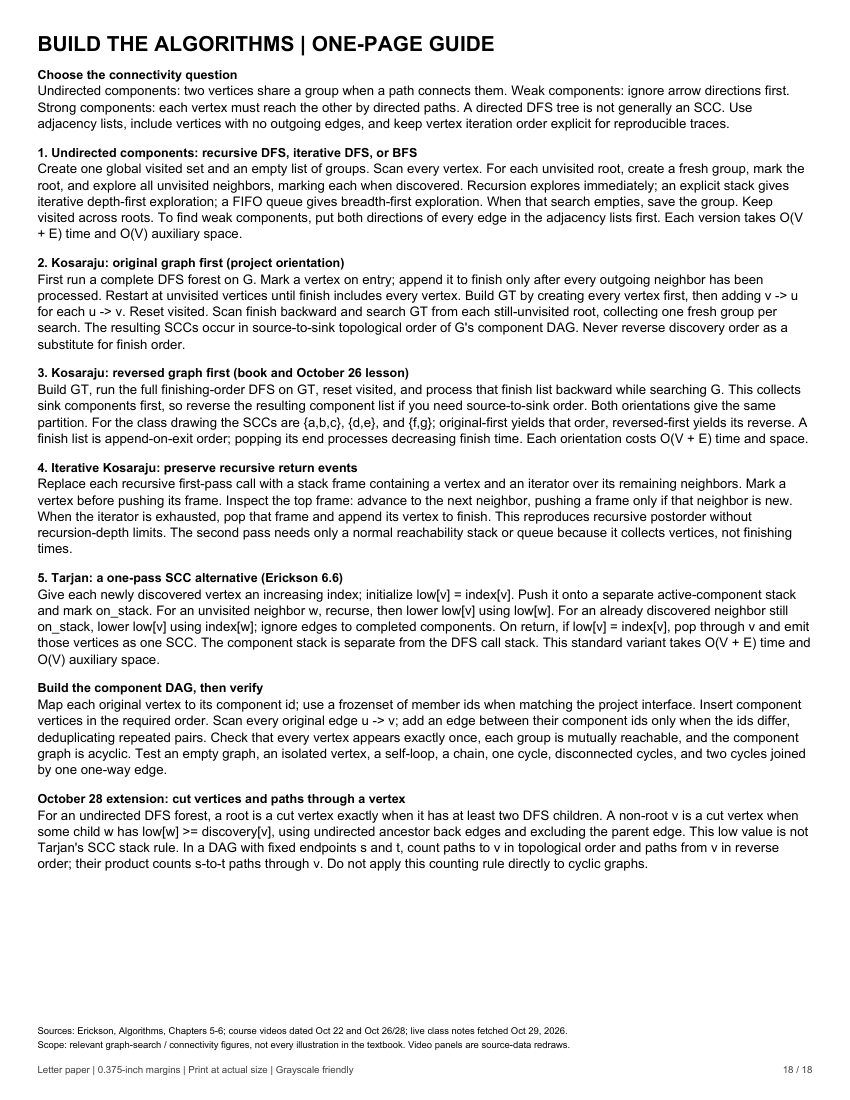 BUILD THE ALGORITHMS | ONE-PAGE GUIDE
Choose the connectivity question
Undirected components: two vertices share a group when a path connects them. Weak components: ignore arrow directions first.
Strong components: each vertex must reach the other by directed paths. A directed DFS tree is not generally an SCC. Use
adjacency lists, include vertices with no outgoing edges, and keep vertex iteration order explicit for reproducible traces.
1. Undirected components: recursive DFS, iterative DFS, or BFS
Create one global visited set and an empty list of groups. Scan every vertex. For each unvisited root, create a fresh group, mark the
root, and explore all unvisited neighbors, marking each when discovered. Recursion explores immediately; an explicit stack gives
iterative depth-first exploration; a FIFO queue gives breadth-first exploration. When that search empties, save the group. Keep
visited across roots. To find weak components, put both directions of every edge in the adjacency lists first. Each version takes O(V
+ E) time and O(V) auxiliary space.
2. Kosaraju: original graph first (project orientation)
First run a complete DFS forest on G. Mark a vertex on entry; append it to finish only after every outgoing neighbor has been
processed. Restart at unvisited vertices until finish includes every vertex. Build GT by creating every vertex first, then adding v -> u
for each u -> v. Reset visited. Scan finish backward and search GT from each still-unvisited root, collecting one fresh group per
search. The resulting SCCs occur in source-to-sink topological order of G's component DAG. Never reverse discovery order as a
substitute for finish order.
3. Kosaraju: reversed graph first (book and October 26 lesson)
Build GT, run the full finishing-order DFS on GT, reset visited, and process that finish list backward while searching G. This collects
sink components first, so reverse the resulting component list if you need source-to-sink order. Both orientations give the same
partition. For the class drawing the SCCs are {a,b,c}, {d,e}, and {f,g}; original-first yields that order, reversed-first yields its reverse. A
finish list is append-on-exit order; popping its end processes decreasing finish time. Each orientation costs O(V + E) time and space.
4. Iterative Kosaraju: preserve recursive return events
Replace each recursive first-pass call with a stack frame containing a vertex and an iterator over its remaining neighbors. Mark a
vertex before pushing its frame. Inspect the top frame: advance to the next neighbor, pushing a frame only if that neighbor is new.
When the iterator is exhausted, pop that frame and append its vertex to finish. This reproduces recursive postorder without
recursion-depth limits. The second pass needs only a normal reachability stack or queue because it collects vertices, not finishing
times.
5. Tarjan: a one-pass SCC alternative (Erickson 6.6)
Give each newly discovered vertex an increasing index; initialize low[v] = index[v]. Push it onto a separate active-component stack
and mark on_stack. For an unvisited neighbor w, recurse, then lower low[v] using low[w]. For an already discovered neighbor still
on_stack, lower low[v] using index[w]; ignore edges to completed components. On return, if low[v] = index[v], pop through v and emit
those vertices as one SCC. The component stack is separate from the DFS call stack. This standard variant takes O(V + E) time and
O(V) auxiliary space.
Build the component DAG, then verify
Map each original vertex to its component id; use a frozenset of member ids when matching the project interface. Insert component
vertices in the required order. Scan every original edge u -> v; add an edge between their component ids only when the ids differ,
deduplicating repeated pairs. Check that every vertex appears exactly once, each group is mutually reachable, and the component
graph is acyclic. Test an empty graph, an isolated vertex, a self-loop, a chain, one cycle, disconnected cycles, and two cycles joined
by one one-way edge.
October 28 extension: cut vertices and paths through a vertex
For an undirected DFS forest, a root is a cut vertex exactly when it has at least two DFS children. A non-root v is a cut vertex when
some child w has low[w] >= discovery[v], using undirected ancestor back edges and excluding the parent edge. This low value is not
Tarjan's SCC stack rule. In a DAG with fixed endpoints s and t, count paths to v in topological order and paths from v in reverse
order; their product counts s-to-t paths through v. Do not apply this counting rule directly to cyclic graphs.
Sources: Erickson, Algorithms, Chapters 5-6; course videos dated Oct 22 and Oct 26/28; live class notes fetched Oct 29, 2026.
Scope: relevant graph-search / connectivity figures, not every illustration in the textbook. Video panels are source-data redraws.
Letter paper | 0.375-inch margins | Print at actual size | Grayscale friendly
18 / 18